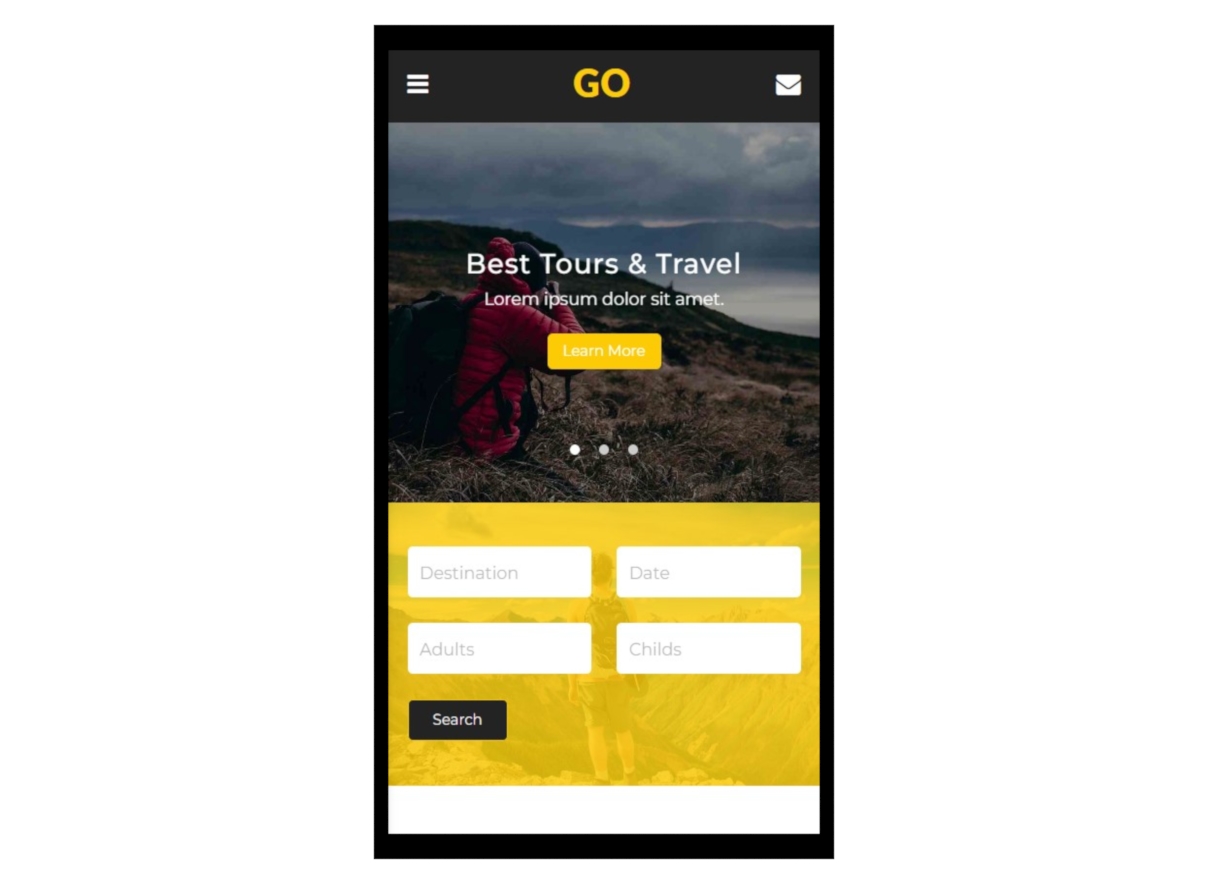 GO
Best Tours & Travel
Lorem ipsum dolor sit amet.
Learn More
Destination
Date
Adults
Childs
Search